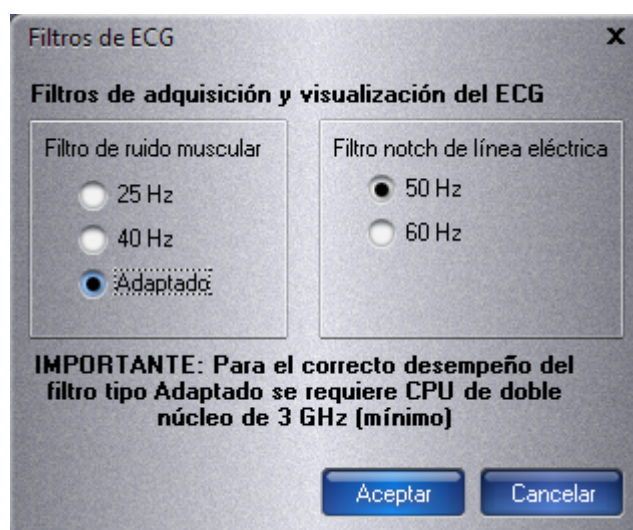 Filtros de ECG
X
Filtros de adquisición y visualización del ECG
Filtro de ruido muscular
25 Hz
40 Hz
Adaptado
Filtro notch de línea eléctrica
50 Hz
60 Hz
IMPORTANTE: Para el correcto desempeño del
filtro tipo Adaptado se requiere CPU de doble
núcleo de 3 GHz (mínimo)
Aceptar
Cancelar